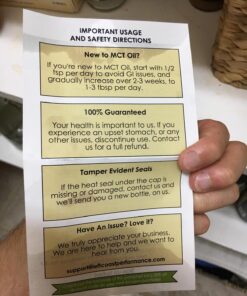 IMPORTANT USAGE
AND SAFETY DIRECTIONS
New to MCT Oil?
If you're new to MCT Oil, start with 1/2
tsp per day to avoid GI issues, and
gradually increase over 2-3 weeks, to
1-3 tbsp per day.
100% Guaranteed
Your health is important to us. If you
experience an upset stomach, or any
other issues, discontinue use. Contact
us for a full refund.
Tamper Evident Seals
If the heat seal under the cap is
missing or damaged, contact us and
we'll send you a new bottle, on us.
Have An Issue? Love it?
We truly appreciate your business.
We are here to help and we want to
hear from you.
support@leftcoastperformance.com